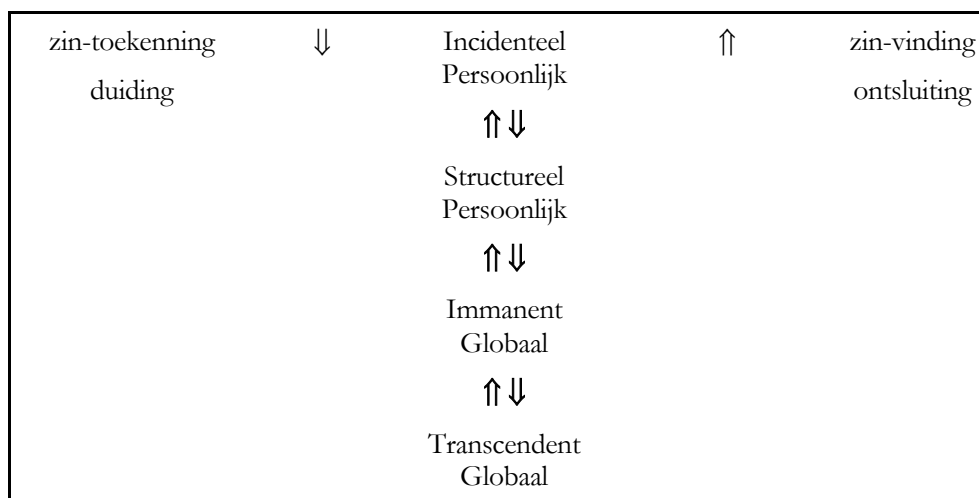 zin-toekenning ⇓ Incidenteel ⇑ zin-vinding
Persoonlijk
duiding ontsluiting
⇑⇓
Structureel
Persoonlijk
⇑⇓
Immanent
Globaal
⇑⇓
Transcendent
Globaal